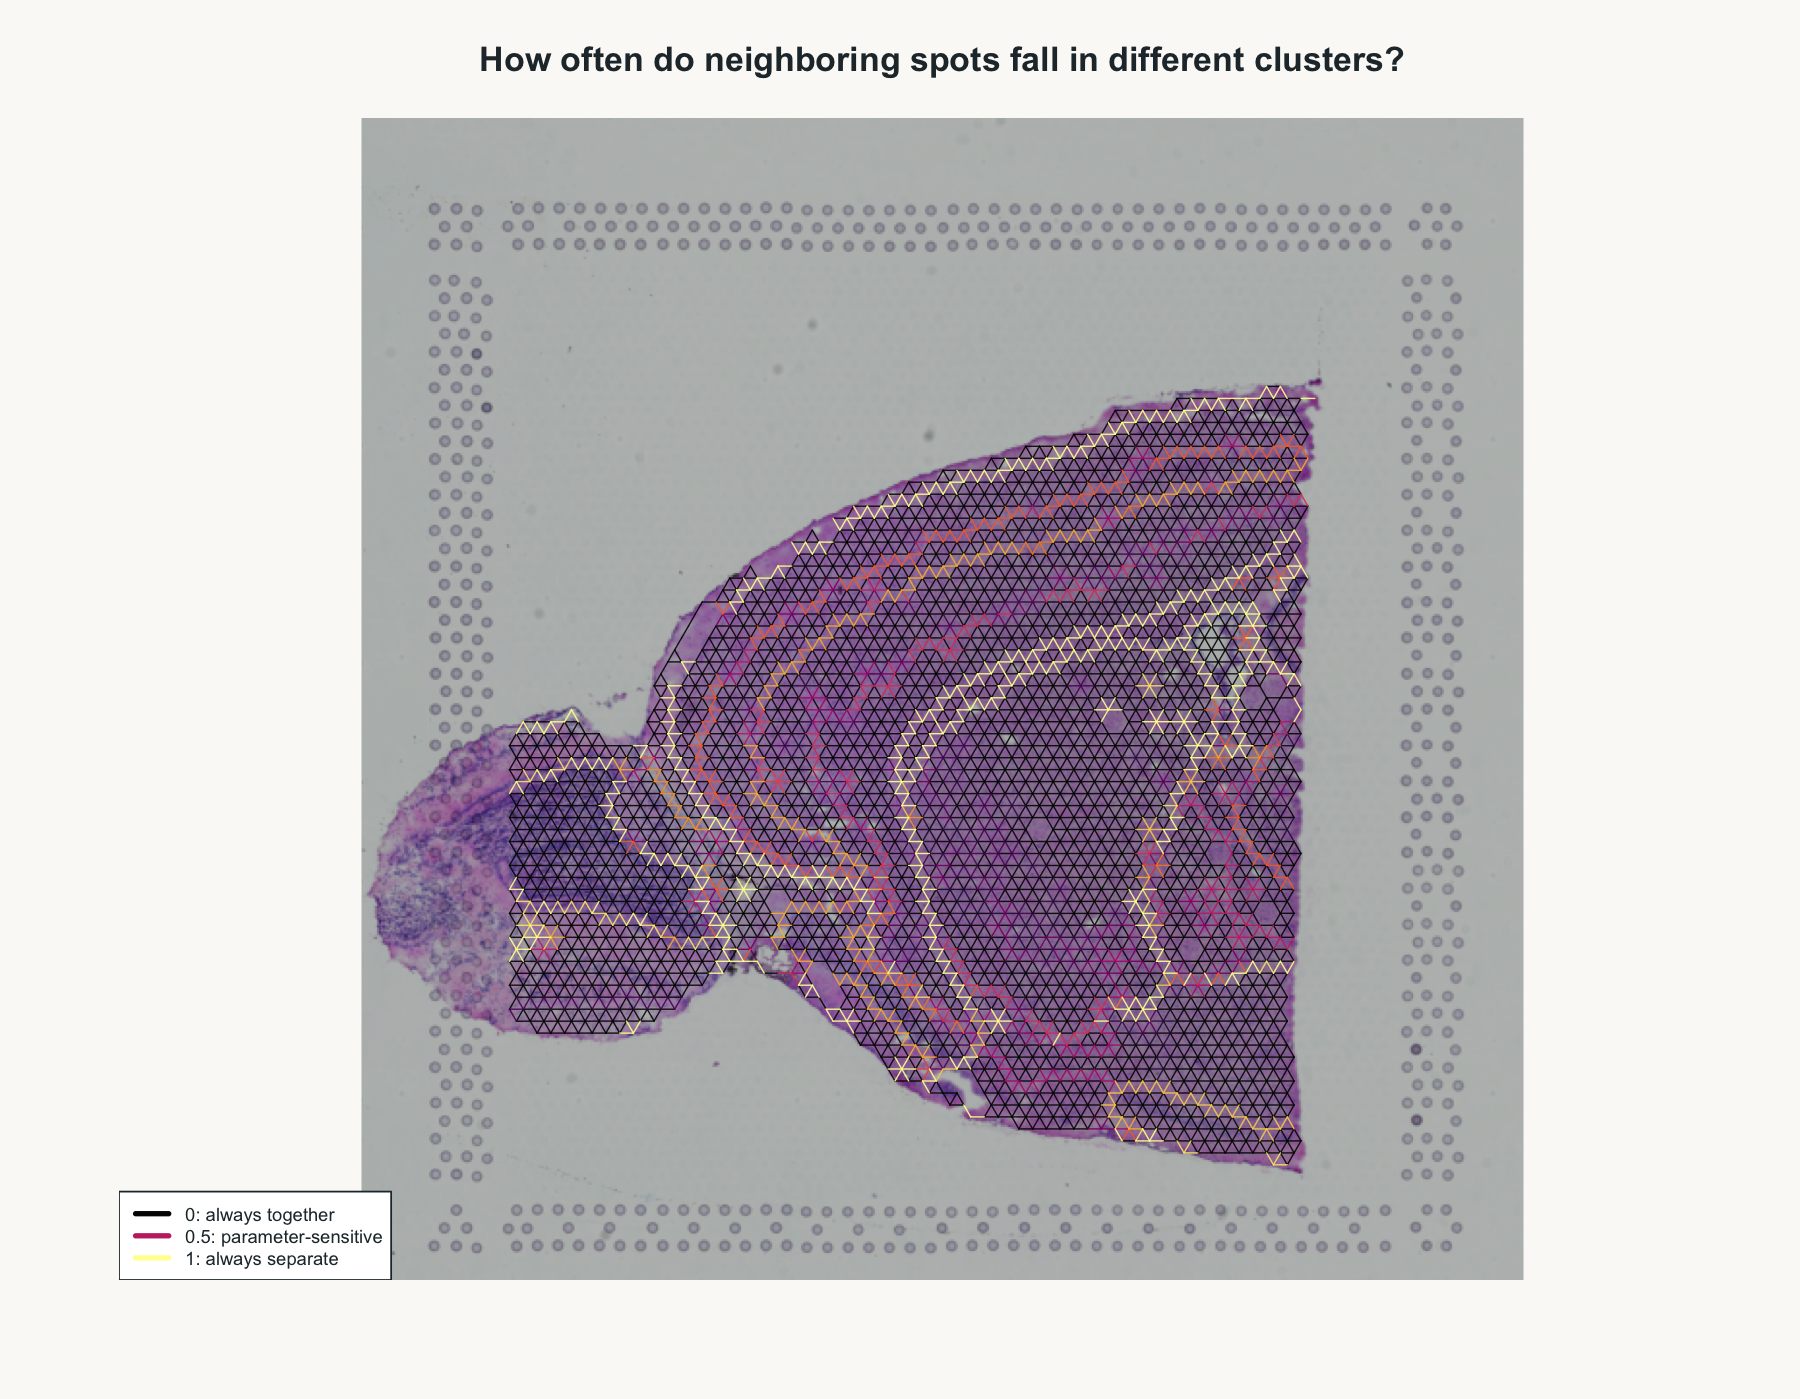 How often do neighboring spots fall in different clusters?
0: always together
0.5: parameter-sensitive
1: always separate